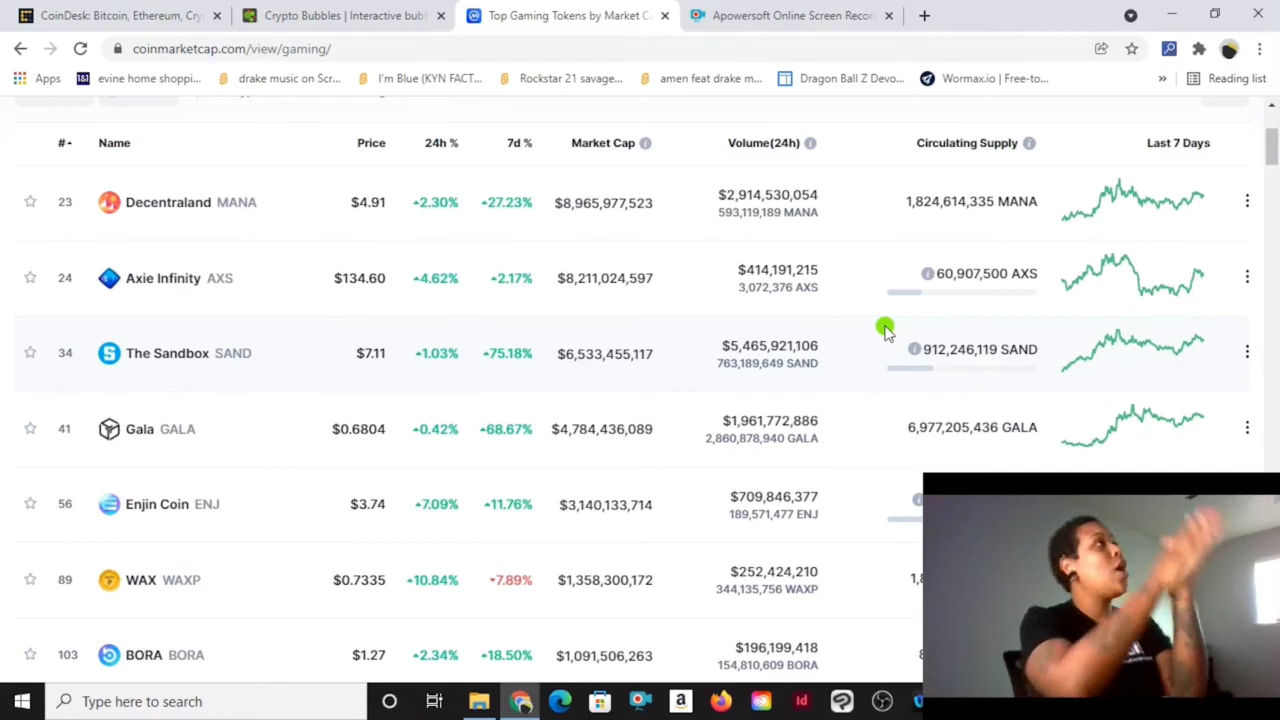 CoinDesk: Bitcoin, Ethereum, Cry
Crypto Bubbles | Interactive bubl
Top Gaming Tokens by Market C
Apowersoft Online Screen Recor
coinmarketcap.com/view/gaming/
Apps
evine home shoppi...
drake music on Scr...
I'm Blue (KYN FACT...
Rockstar 21 savage...
amen feat drake m...
Dragon Ball Z Devo...
Wormax.io | Free-to...
»
Reading list
# Name Price 24h % 7d % Market Cap Volume(24h) Circulating Supply Last 7 Days
23 Decentraland MANA $4.91 2.30% 27.23% $8,965,977,523 $2,914,530,054 1,824,614,335 MANA
593,119,189 MANA
24 Axie Infinity AXS $134.60 4.62% 2.17% $8,211,024,597 $414,191,215 60,907,500 AXS
3,072,376 AXS
34 The Sandbox SAND $7.11 1.03% 75.18% $6,533,455,117 $5,465,921,106 912,246,119 SAND
763,189,649 SAND
41 Gala GALA $0.6804 0.42% 68.67% $4,784,436,089 $1,961,772,886 6,977,205,436 GALA
2,860,878,940 GALA
56 Enjin Coin ENJ $3.74 7.09% 11.76% $3,140,133,714 $709,846,377
189,571,477 ENJ
89 WAX WAXP $0.7335 10.84% 7.89% $1,358,300,172 $252,424,210
344,135,756 WAXP
103 BORA BORA $1.27 2.34% 18.50% $1,091,506,263 $196,199,418
154,810,609 BORA
Type here to search